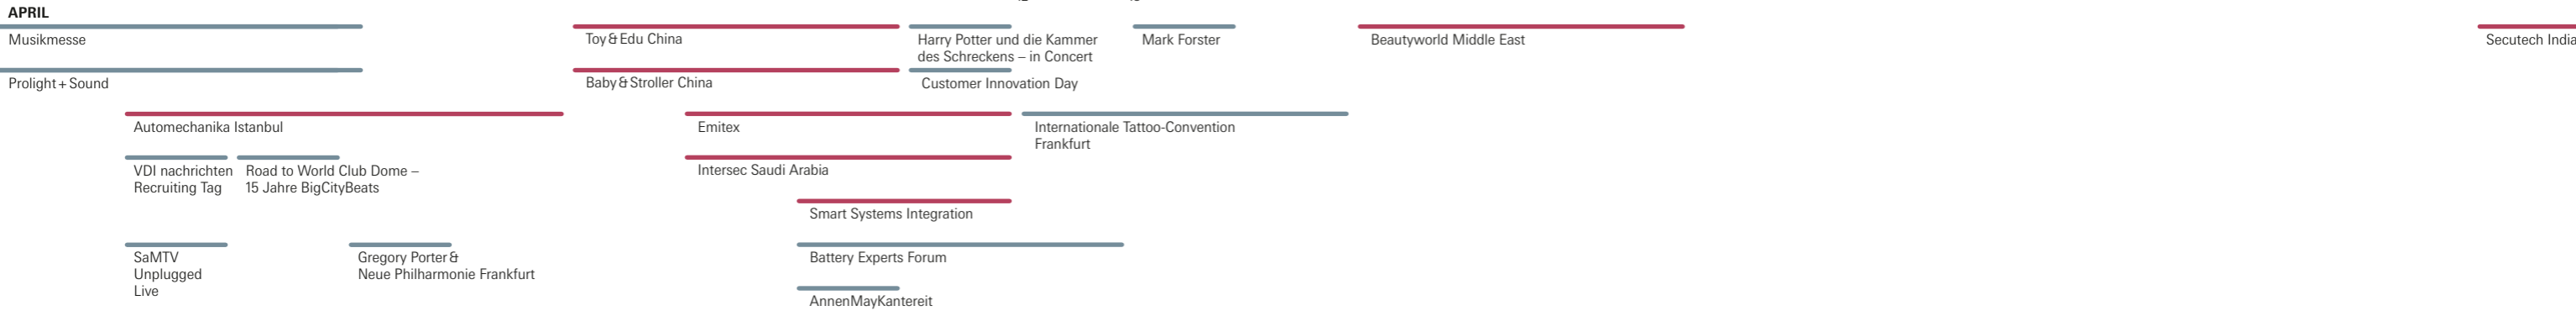 APRIL
Musikmesse
Toy & Edu China
Harry Potter und die Kammer
des Schreckens – in Concert
Mark Forster
Beautyworld Middle East
Secutech India
Prolight + Sound
Baby & Stroller China
Customer Innovation Day
Automechanika Istanbul
Emitex
Internationale Tattoo-Convention
Frankfurt
VDI nachrichten
Recruiting Tag
Road to World Club Dome –
15 Jahre BigCityBeats
Intersec Saudi Arabia
Smart Systems Integration
SaMTV
Unplugged
Live
Gregory Porter &
Neue Philharmonie Frankfurt
Battery Experts Forum
AnnenMayKantereit